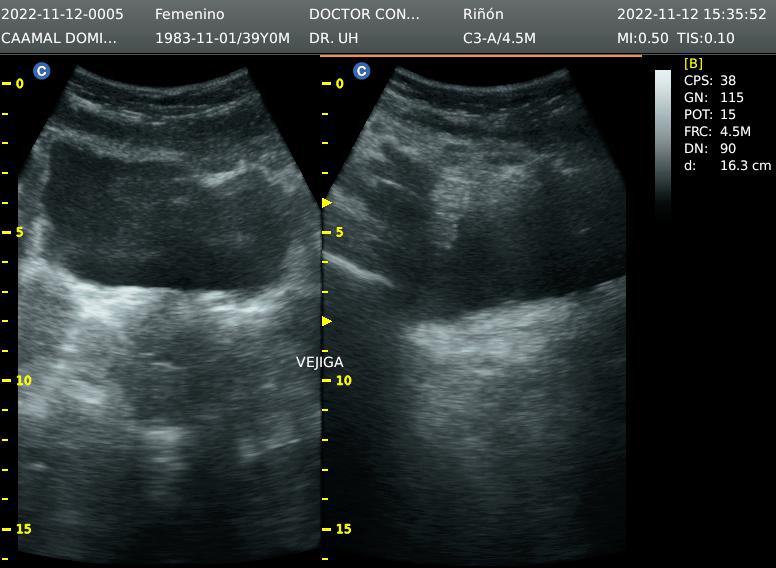 2022-11-12-0005 Femenino DOCTOR CON... Riñón 2022-11-12 15:35:52
CAAMAL DOMI... 1983-11-01/39Y0M DR. UH C3-A/4.5M MI:0.50 TIS:0.10
C C [B]
0 0 CPS: 38
GN: 115
POT: 15
FRC: 4.5M
DN: 90
d: 16.3 cm
5 5
VEJIGA
10 10
15 15